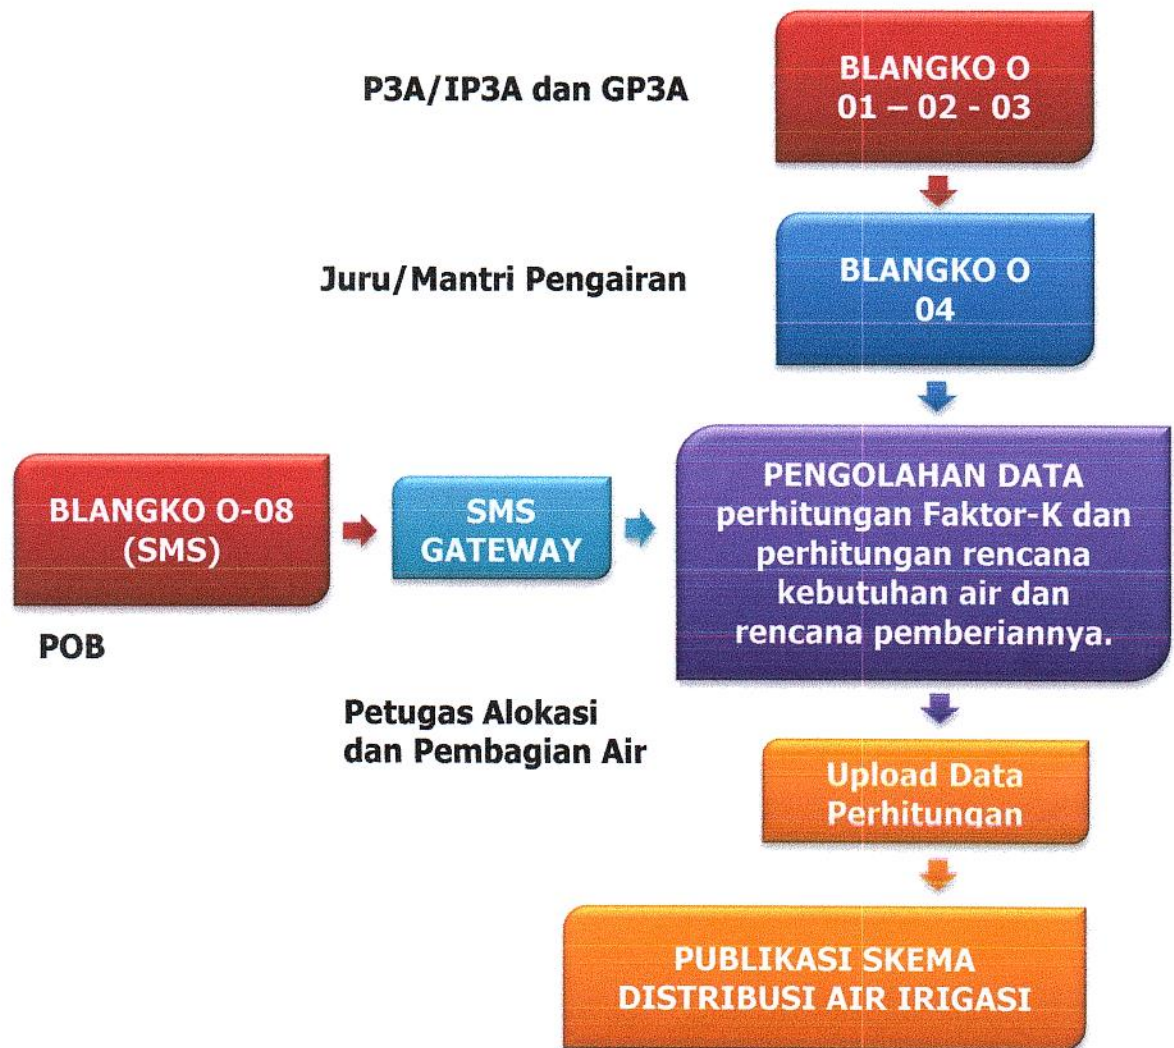 P3A/IP3A dan GP3A
BLANGKO O
01 – 02 - 03
Juru/Mantri Pengairan
BLANGKO O
04
BLANGKO O-08
(SMS)
POB
SMS
GATEWAY
PENGOLAHAN DATA
perhitungan Faktor-K dan
perhitungan rencana
kebutuhan air dan
rencana pemberiannya.
Petugas Alokasi
dan Pembagian Air
Upload Data
Perhitungan
PUBLIKASI SKEMA
DISTRIBUSI AIR IRIGASI